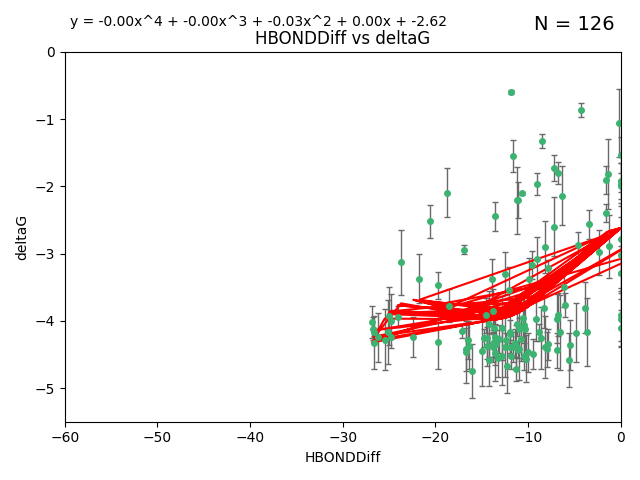 y = -0.00x^4 + -0.00x^3 + -0.03x^2 + 0.00x + -2.62
N = 126
HBONDDiff vs deltaG
0
−1
−2
−3
−4
−5
deltaG
−60
−50
−40
−30
−20
−10
0
HBONDDiff